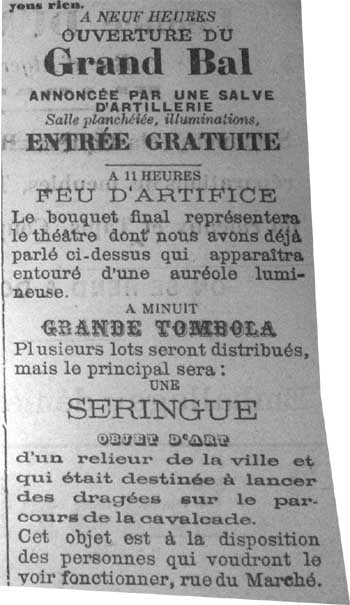 yons rien.
A NEUF HEURES
OUVERTURE DU
Grand Bal
ANNONCÉE PAR UNE SALVE
D'ARTILLERIE
Salle planchéiée, illuminations,
ENTRÉE GRATUITE
A 11 HEURES
FEU D'ARTIFICE
Le bouquet final représentera
le théâtre dont nous avons déjà
parlé ci-dessus qui apparaîtra
entouré d'une auréole lumi-
neuse.
A MINUIT
GRANDE TOMBOLA
Plusieurs lots seront distribués,
mais le principal sera:
UNE
SERINGUE
OBJET D'ART
d'un relieur de la ville et
qui était destinée à lancer
des dragées sur le par-
cours de la cavalcade.
Cet objet est à la disposition
des personnes qui voudront le
voir fonctionner, rue du Marché.